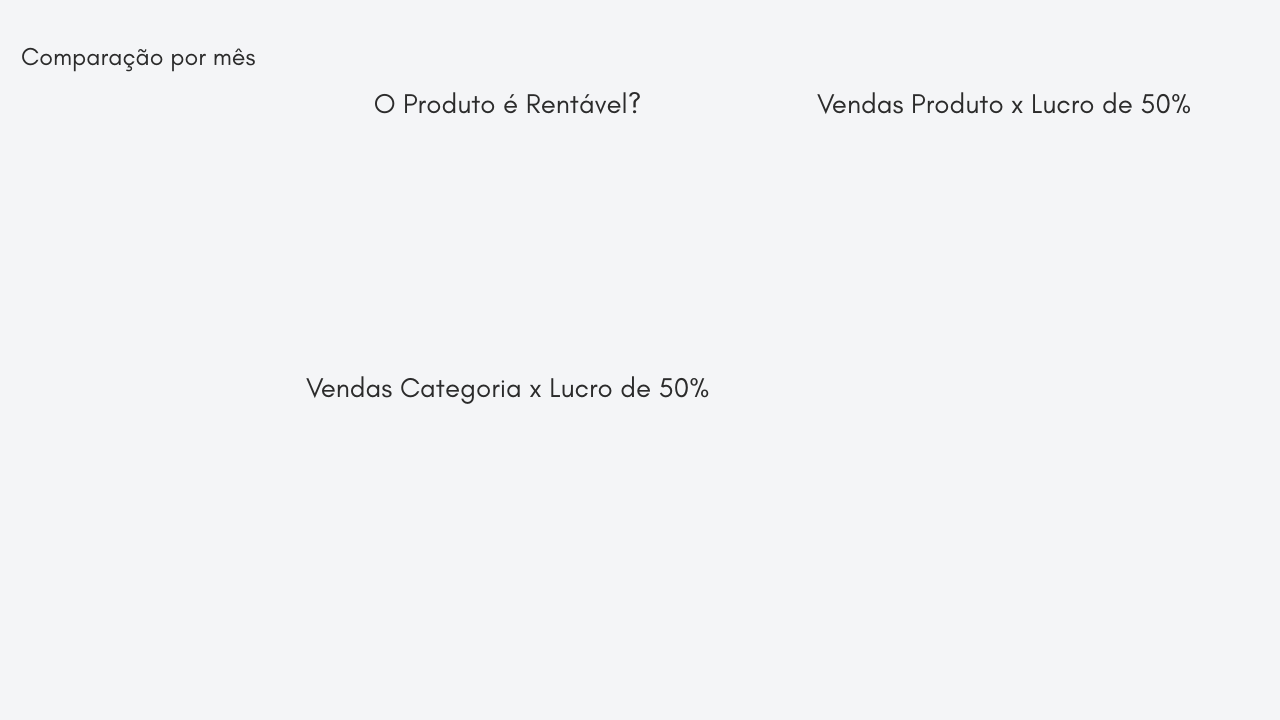 Comparação por mês
O Produto é Rentável?
Vendas Produto x Lucro de 50%
Vendas Categoria x Lucro de 50%